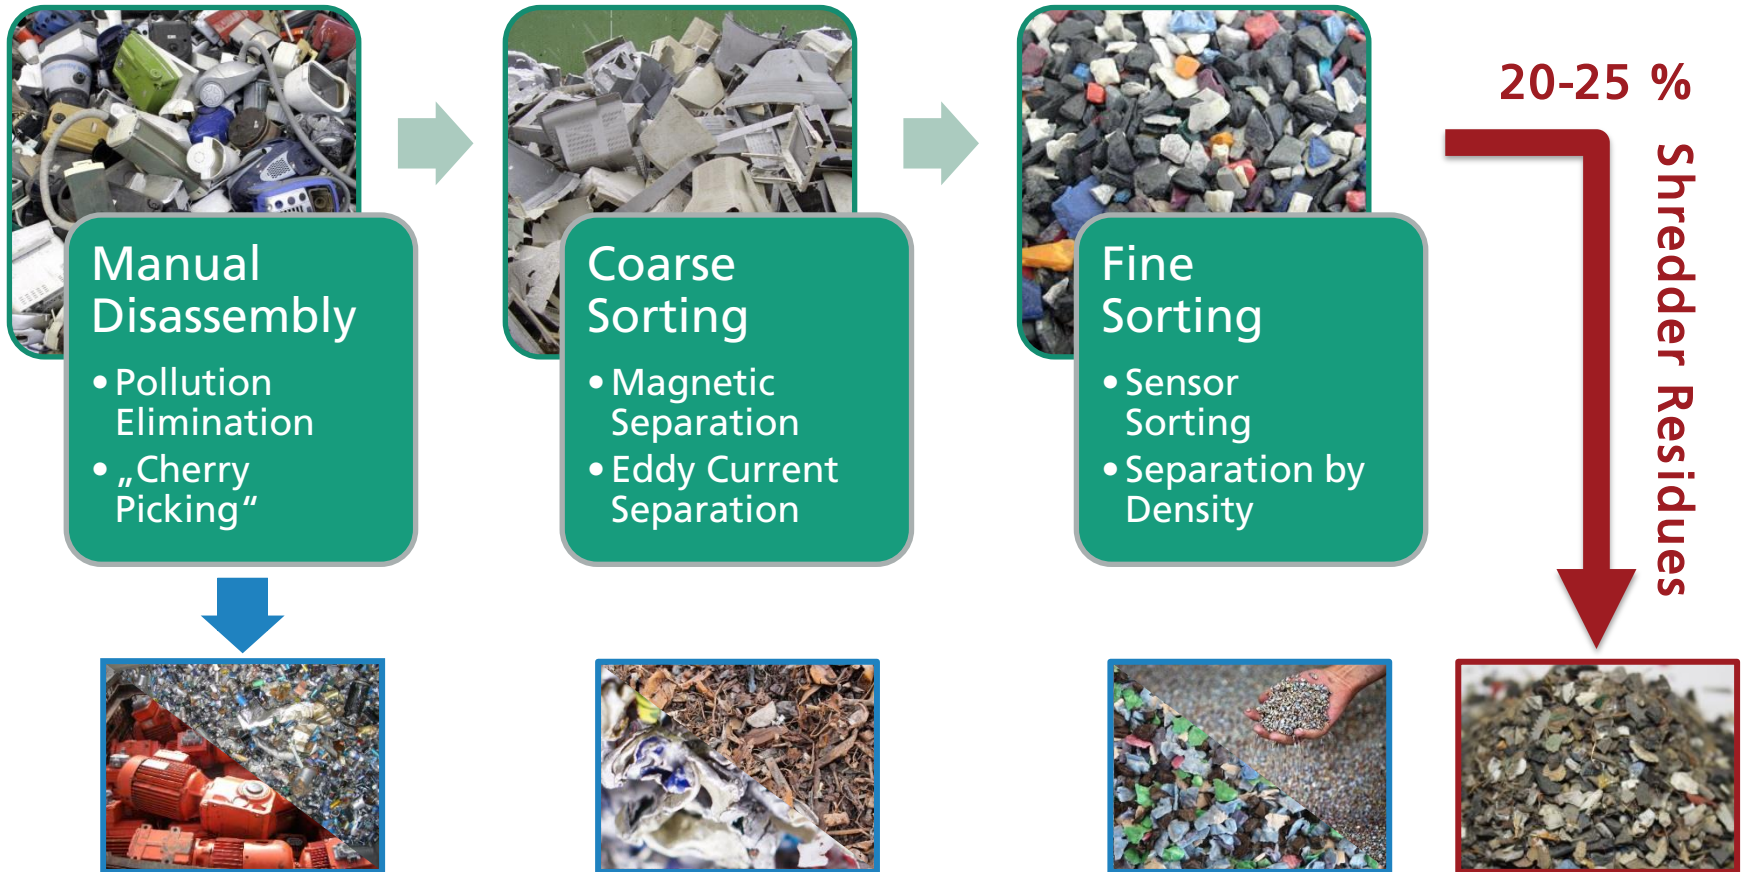 Manual
Disassembly
• Pollution
Elimination
• „Cherry
Picking“
Coarse
Sorting
• Magnetic
Separation
• Eddy Current
Separation
Fine
Sorting
• Sensor
Sorting
• Separation by
Density
20-25 %
Shredder Residues